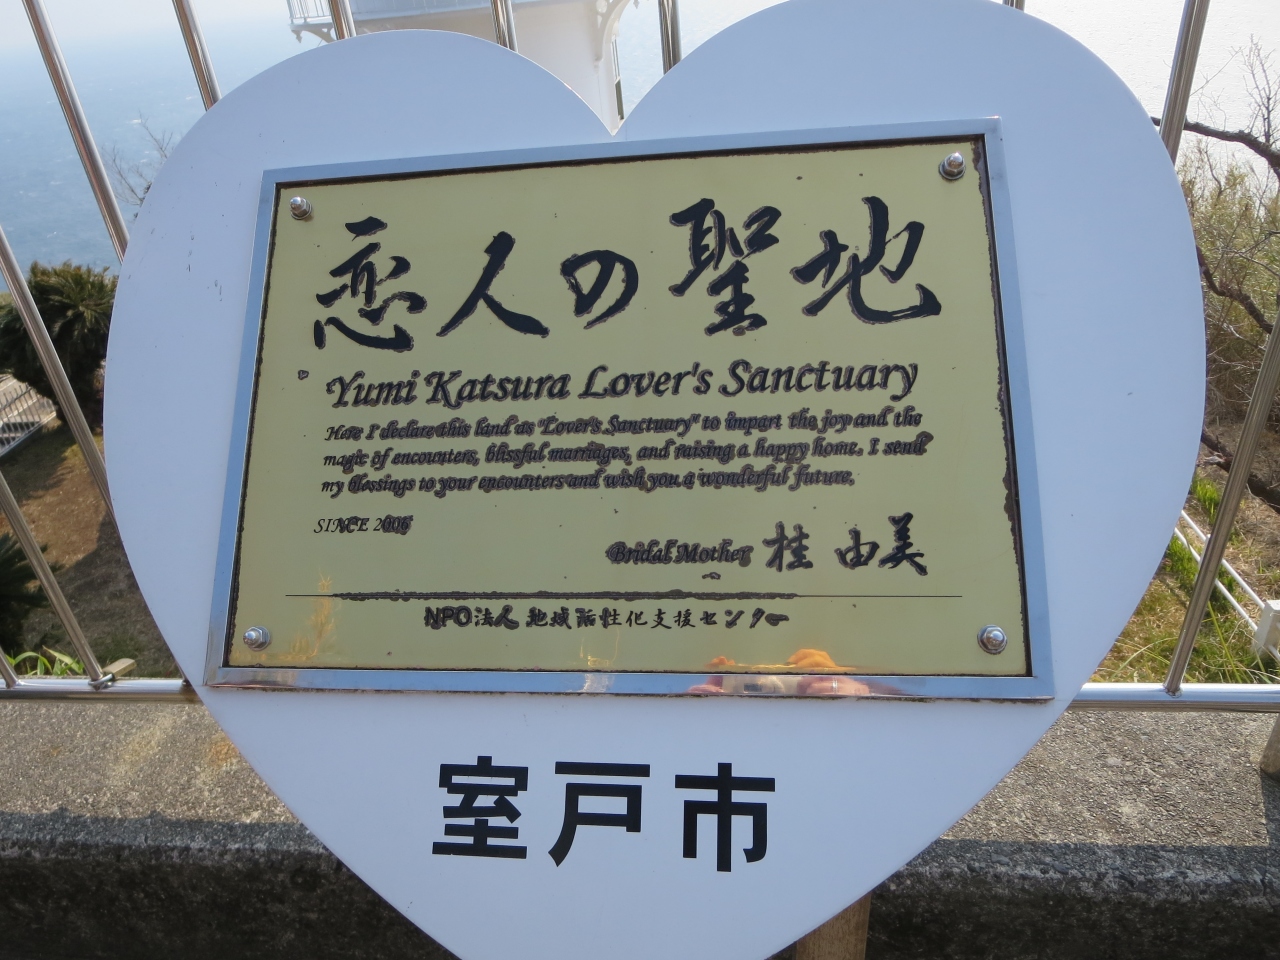 恋人の聖地
Yumi Katsura Lover's Sanctuary
Here I declare this land as "Lover's Sanctuary" to impart the joy and the
magic of encounters, blissful marriages, and raising a happy home. I send
my blessings to your encounters and wish you a wonderful future.
SINCE 2006
Bridal Mother 桂 由美
NPO法人 地域活性化支援センター
室戸市